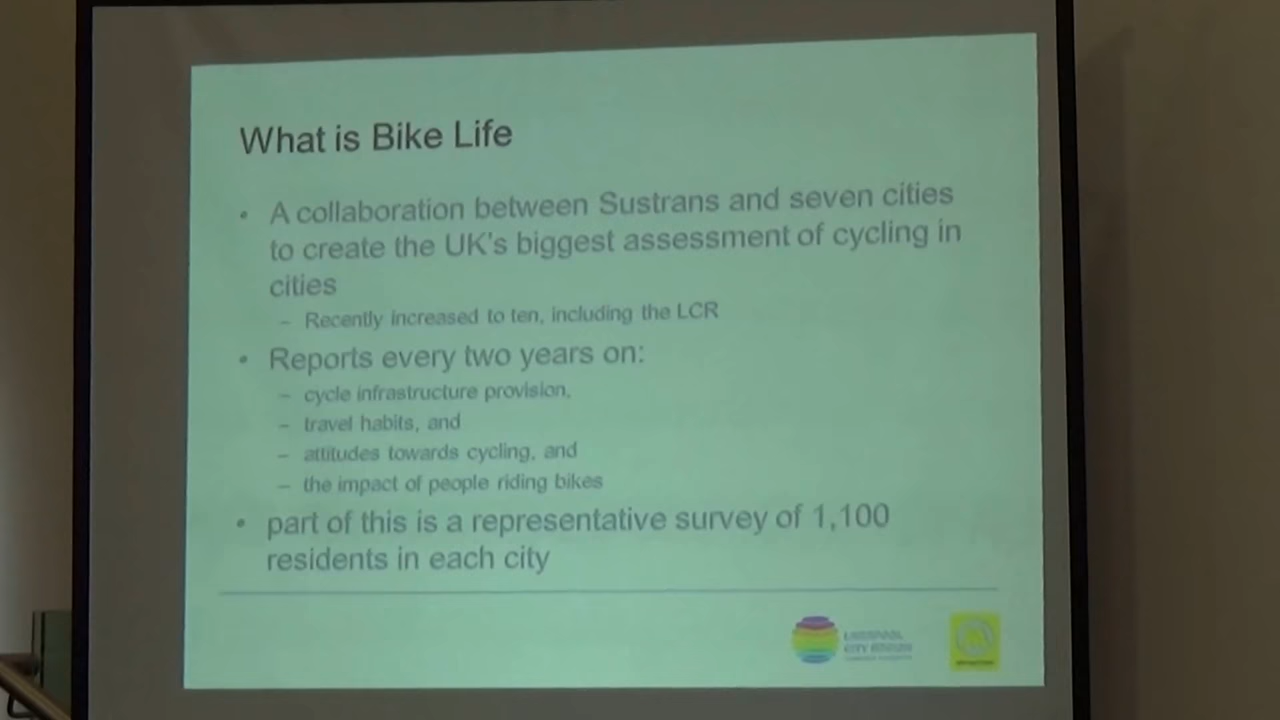 What is Bike Life
• A collaboration between Sustrans and seven cities
to create the UK's biggest assessment of cycling in
cities
– Recently increased to ten, including the LCR
• Reports every two years on:
– cycle infrastructure provision,
– travel habits, and
– attitudes towards cycling, and
– the impact of people riding bikes
• part of this is a representative survey of 1,100
residents in each city
LIVERPOOL
CITY REGION